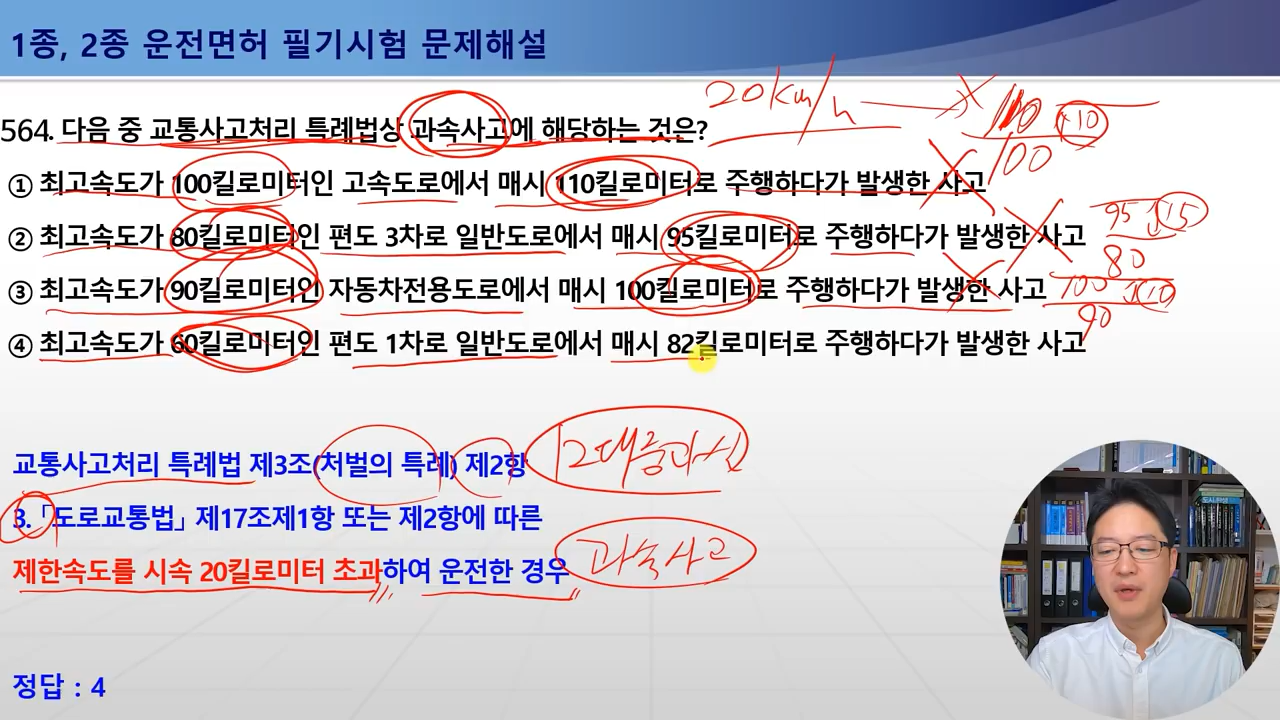 1종, 2종 운전면허 필기시험 문제해설
20km/h
110
+10
100
564. 다음 중 교통사고처리 특례법상 과속사고에 해당하는 것은?
① 최고속도가 100킬로미터인 고속도로에서 매시 110킬로미터로 주행하다가 발생한 사고
② 최고속도가 80킬로미터인 편도 3차로 일반도로에서 매시 95킬로미터로 주행하다가 발생한 사고
95
15
80
③ 최고속도가 90킬로미터인 자동차전용도로에서 매시 100킬로미터로 주행하다가 발생한 사고
100
10
90
④ 최고속도가 60킬로미터인 편도 1차로 일반도로에서 매시 82킬로미터로 주행하다가 발생한 사고
교통사고처리 특례법 제3조(처벌의 특례) 제2항
12대중과실
3. 「도로교통법」 제17조제1항 또는 제2항에 따른
제한속도를 시속 20킬로미터 초과하여 운전한 경우
과속사고
정답 : 4